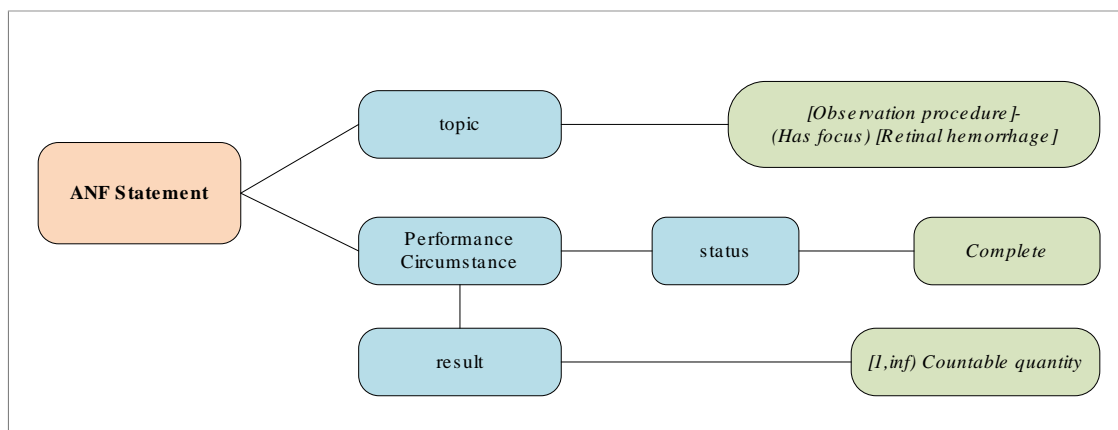 topic
[Observation procedure]-
(Has focus) [Retinal hemorrhage]
ANF Statement
Performance
Circumstance
status
Complete
result
[1,inf) Countable quantity